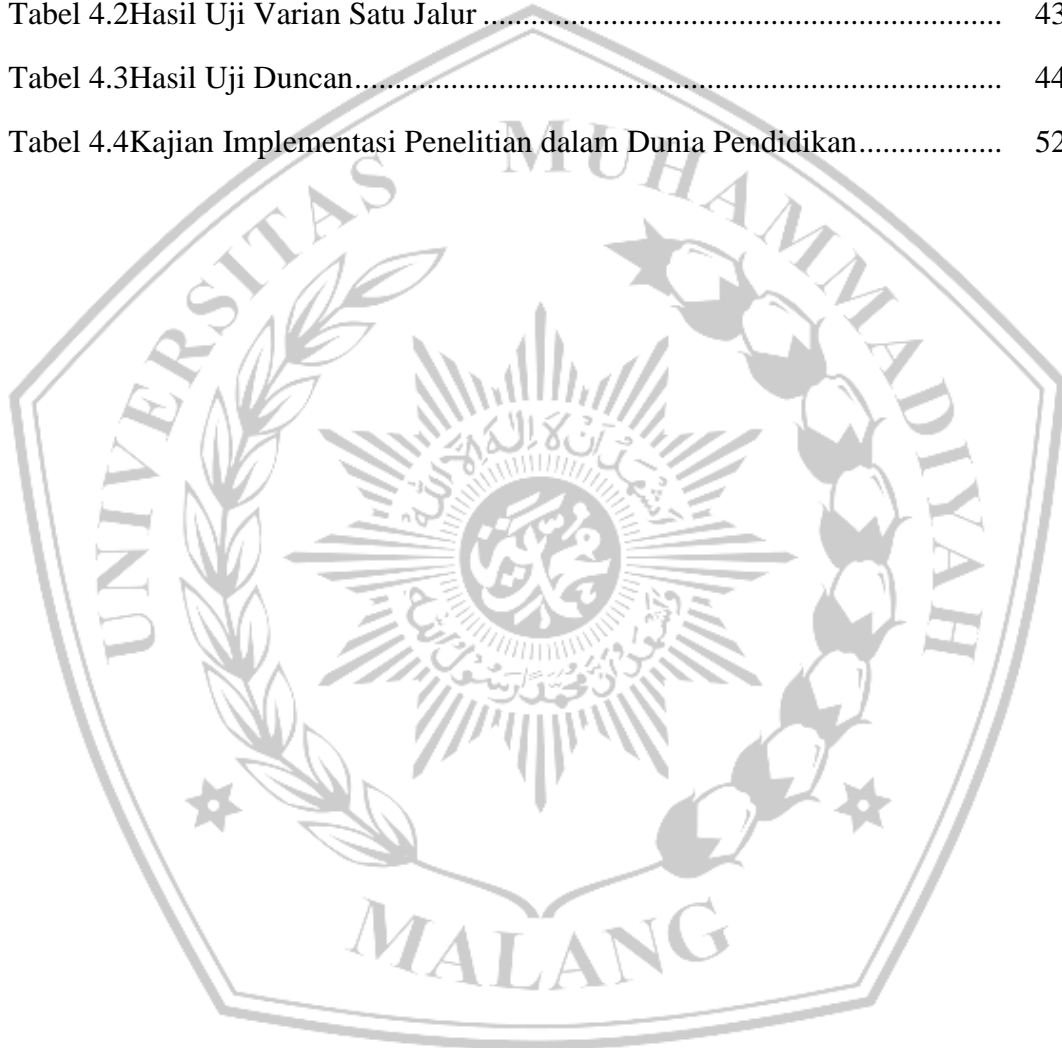 Tabel 4.2Hasil Uji Varian Satu Jalur ................................................................. 43
Tabel 4.3Hasil Uji Duncan................................................................................. 44
Tabel 4.4Kajian Implementasi Penelitian dalam Dunia Pendidikan.................. 52
UNIVERSITAS MUHAMMADIYAH
MALANG